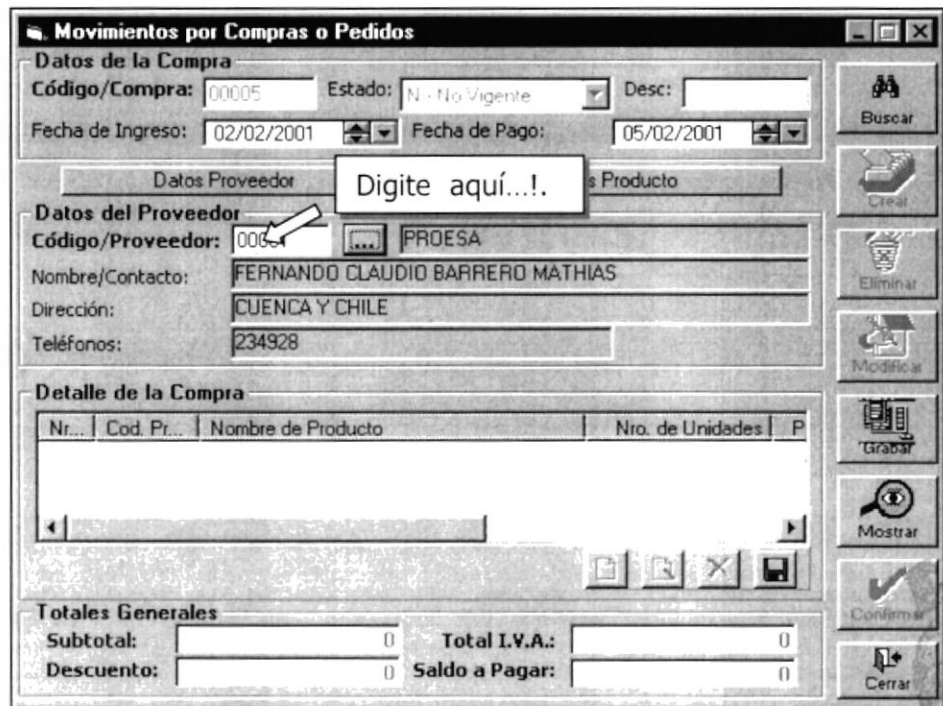 Movimientos por Compras o Pedidos
Datos de la Compra
Código/Compra: 00005 Estado: N - No Vigente Desc:
Fecha de Ingreso: 02/02/2001 Fecha de Pago: 05/02/2001
Datos Proveedor Digite aquí...!. s Producto
Datos del Proveedor
Código/Proveedor: ... PROESA
Nombre/Contacto: FERNANDO CLAUDIO BARRERO MATHIAS
Dirección: CUENCA Y CHILE
Teléfonos: 234928
Detalle de la Compra
Nr... Cod. Pr... Nombre de Producto Nro. de Unidades P
Totales Generales
Subtotal: 0 Total I.V.A.: 0
Descuento: 0 Saldo a Pagar: 0
Buscar
Crear
Eliminar
Modificar
Grabar
Mostrar
Confirmar
Cerrar